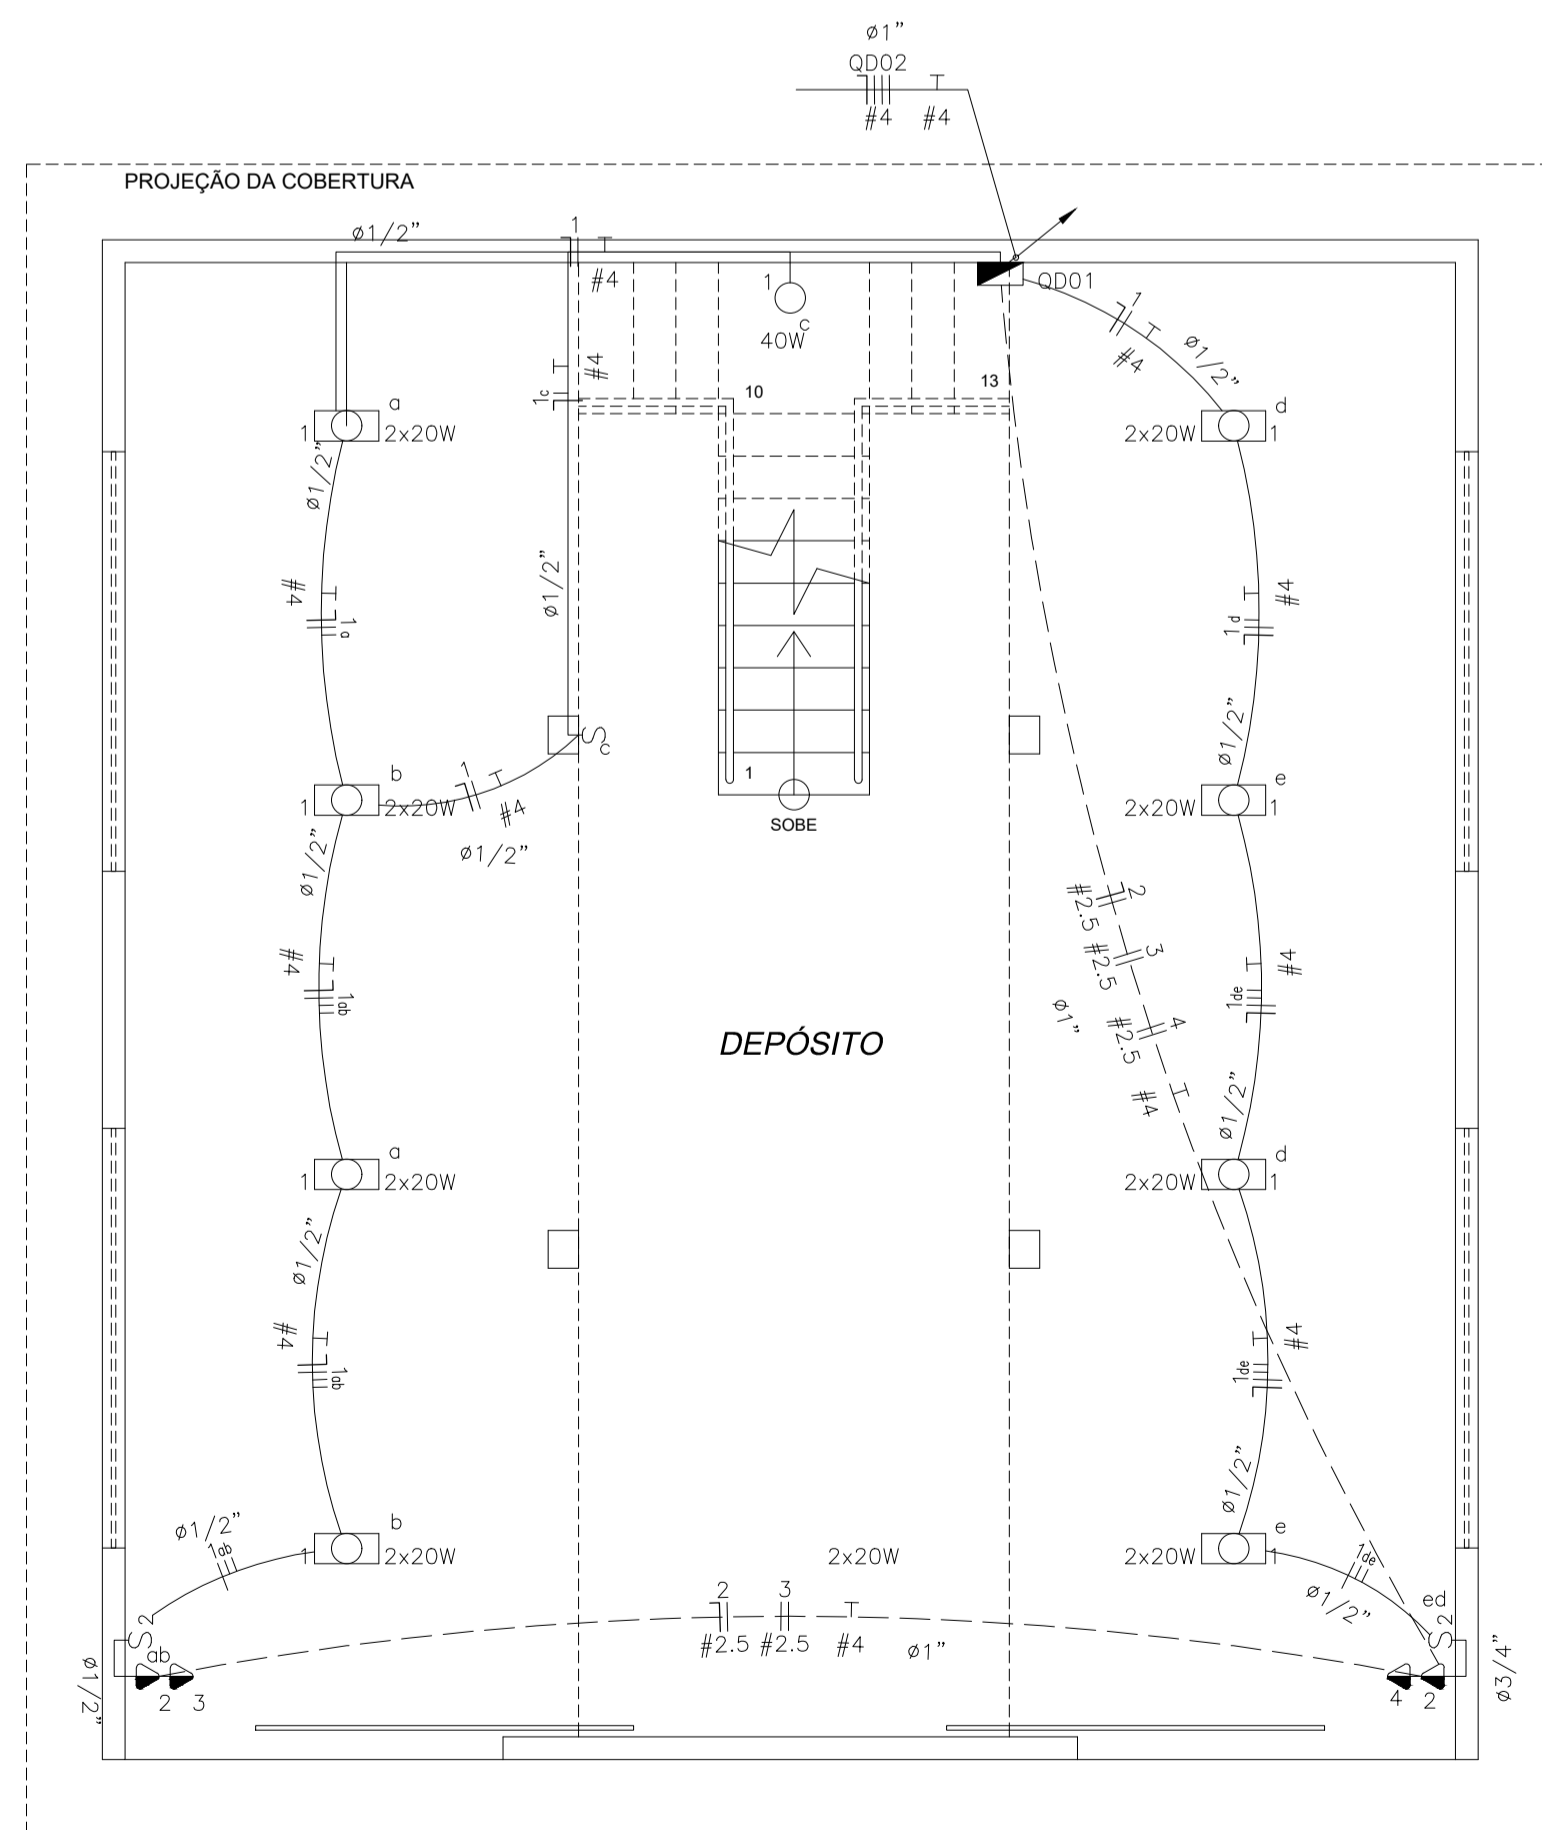 ø1"
QD02
#4 #4
PROJEÇÃO DA COBERTURA
ø1/2"
1
#4
1
c
40W
QD01
1
#4
ø1/2"
#4
1c
10
13
a
1 2x20W
d
2x20W 1
ø1/2"
#4
1a
ø1/2"
#4
1d
ø1/2"
S c
1
SOBE
b
1 2x20W
1
#4
ø1/2"
e
2x20W 1
ø1/2"
#4
1ab
2
#2.5
3
#2.5
4
#2.5
#4
ø1"
#4
1de
ø1/2"
DEPÓSITO
a
1 2x20W
d
2x20W 1
ø1/2"
#4
1ab
#4
1de
ø1/2"
b
1 2x20W
2x20W
e
2x20W 1
ø1/2"
1ab
1de
ø1/2"
S2
ab
2 3
#2.5 #2.5 #4 ø1"
ed
S2
ø1/2"
2 3
4 2
ø3/4"